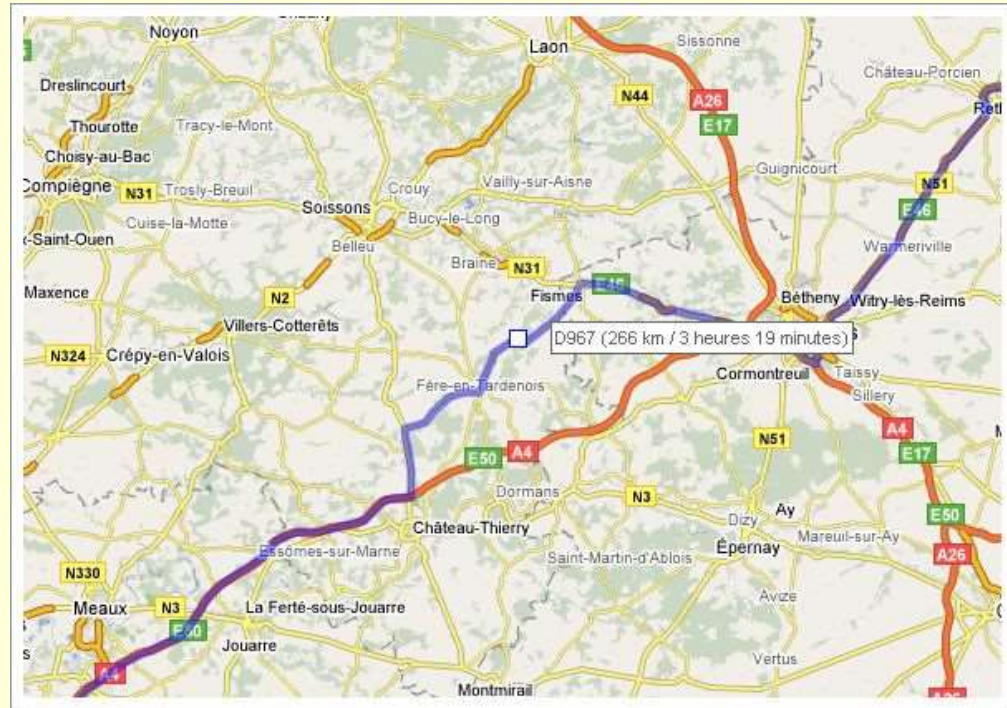 Noyon
Laon
Sissonne
Château-Porcien
Dreslincourt
N44
A26
E17
Thourotte
Tracy-le-Mont
Choisy-au-Bac
Guignicourt
Compiègne
N31
Trosly-Breuil
Crouy
Vailly-sur-Aisne
N51
E46
Soissons
Bucy-le-Long
Cuise-la-Motte
x-Saint-Ouen
Belleu
Warmeriville
Braine
N31
Maxence
N2
Fismes
E46
Bétheny
Witry-lès-Reims
Villers-Cotterêts
D967 (266 km / 3 heures 19 minutes)
s
N324
Crépy-en-Valois
Cormontreuil
Taissy
Fère-en-Tardenois
Sillery
A4
N51
E50
A4
E17
Dormans
N3
Ay
E50
Château-Thierry
Dizy
Mareuil-sur-Ay
Essômes-sur-Marne
Saint-Martin-d'Ablois
Épernay
A26
N330
Avize
Meaux
N3
La Ferté-sous-Jouarre
E50
Jouarre
Vertus
A4
Montmirail
A26